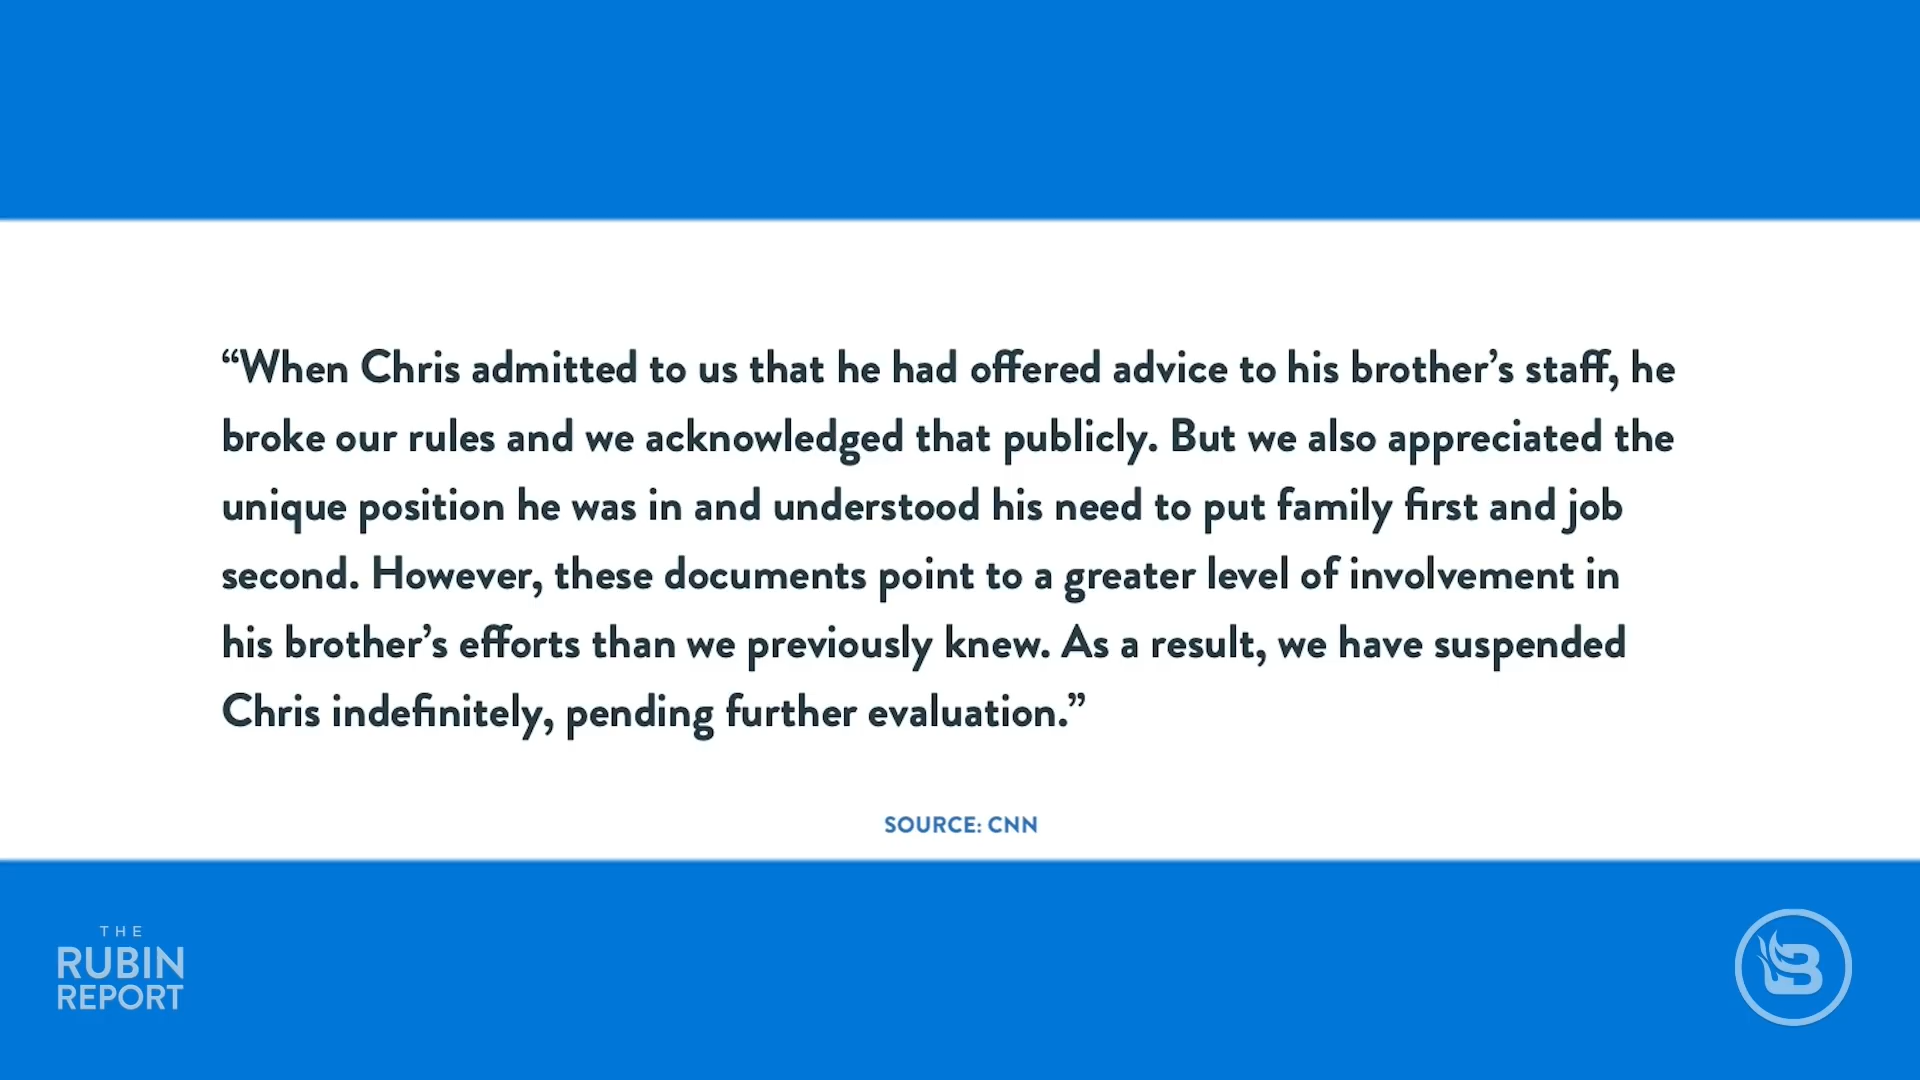 “When Chris admitted to us that he had offered advice to his brother’s staff, he
broke our rules and we acknowledged that publicly. But we also appreciated the
unique position he was in and understood his need to put family first and job
second. However, these documents point to a greater level of involvement in
his brother’s efforts than we previously knew. As a result, we have suspended
Chris indefinitely, pending further evaluation.”
SOURCE: CNN
THE
RUBIN
REPORT
B